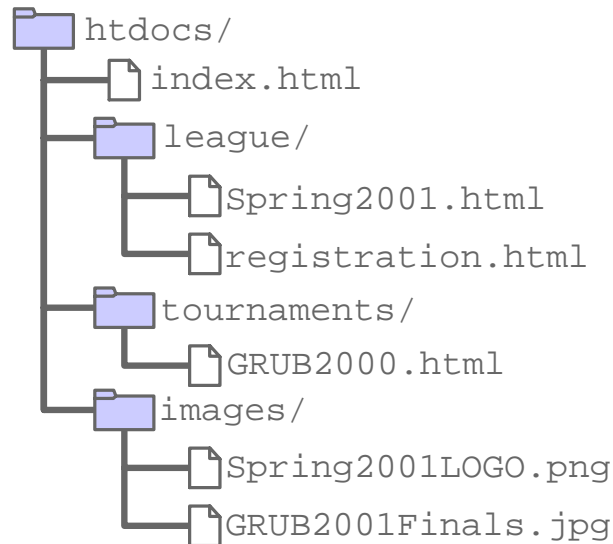 htdocs/
index.html
league/
Spring2001.html
registration.html
tournaments/
GRUB2000.html
images/
Spring2001LOGO.png
GRUB2001Finals.jpg